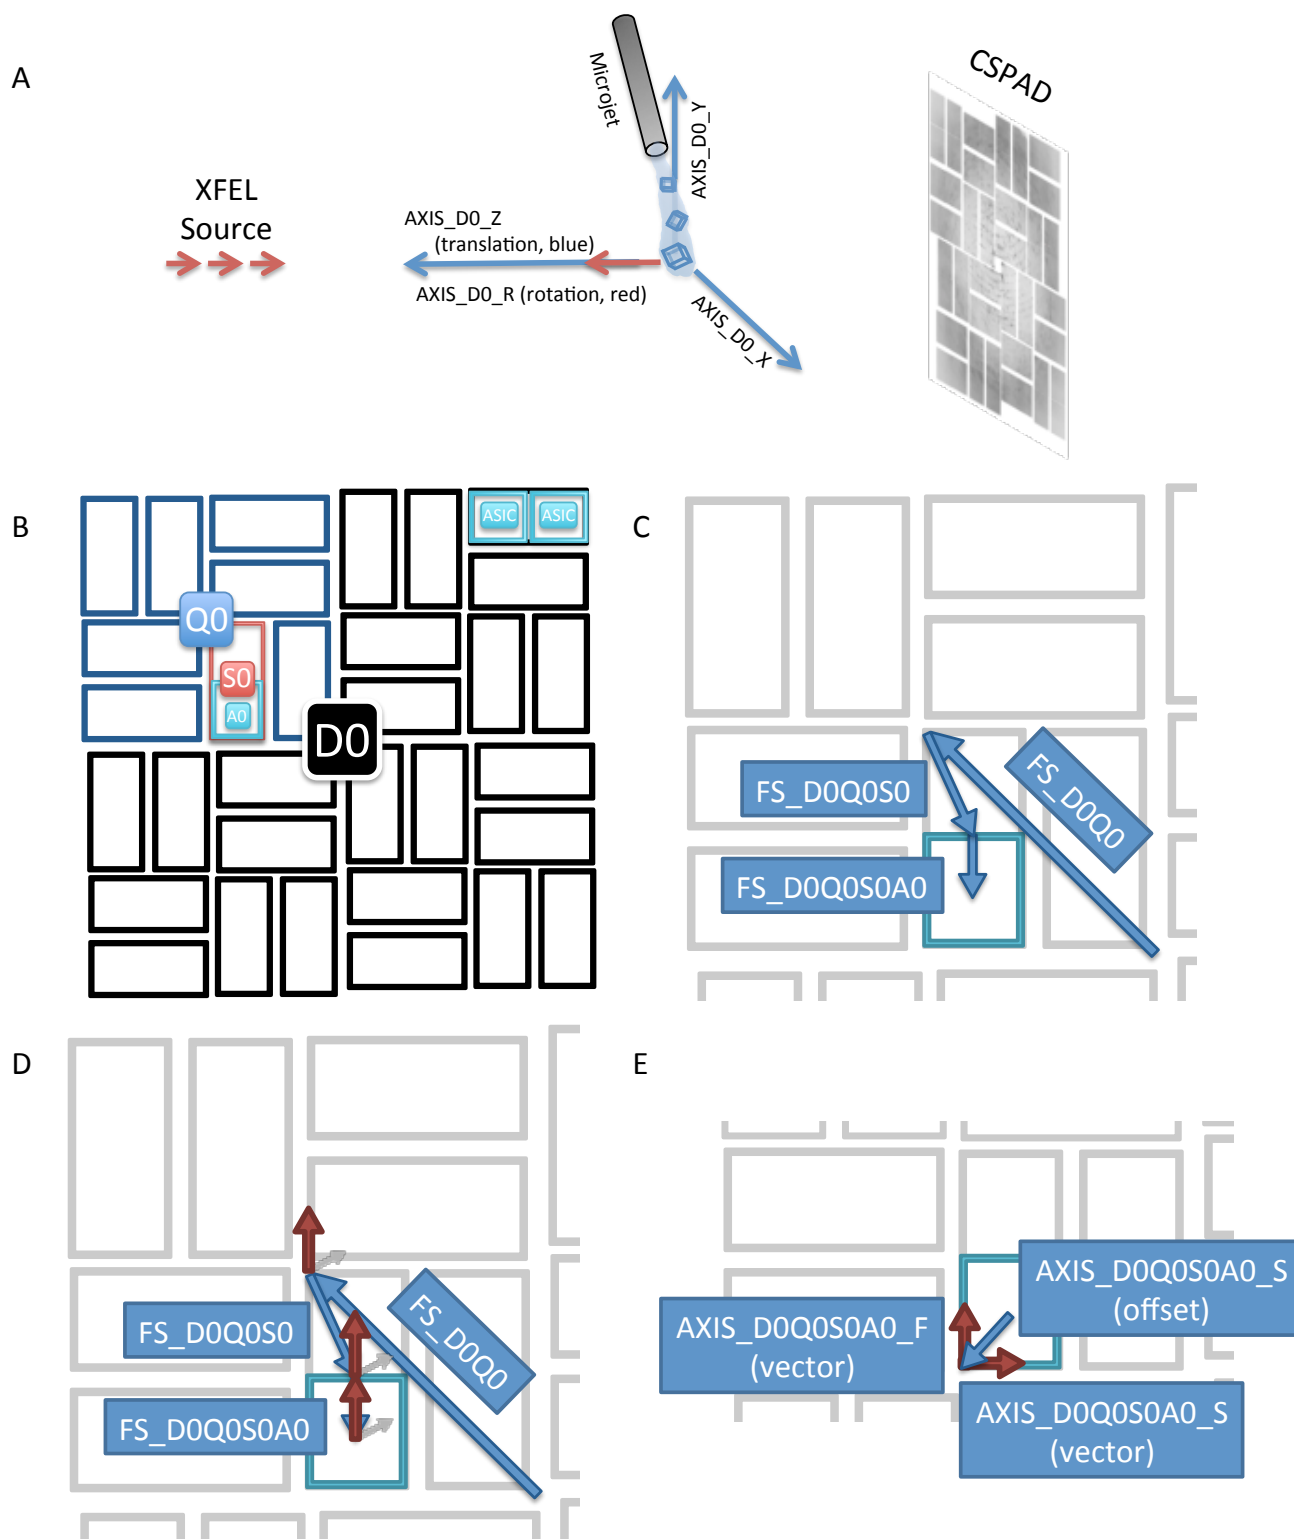 A
XFEL
Source
Microjet
AXIS_D0_Y
CSPAD
AXIS_D0_Z
(translation, blue)
AXIS_D0_R (rotation, red)
AXIS_D0_X
B
ASIC
ASIC
Q0
S0
A0
D0
C
FS_D0Q0S0
FS_D0Q0
FS_D0Q0S0A0
D
FS_D0Q0S0
FS_D0Q0
FS_D0Q0S0A0
E
AXIS_D0Q0S0A0_S
(offset)
AXIS_D0Q0S0A0_F
(vector)
AXIS_D0Q0S0A0_S
(vector)